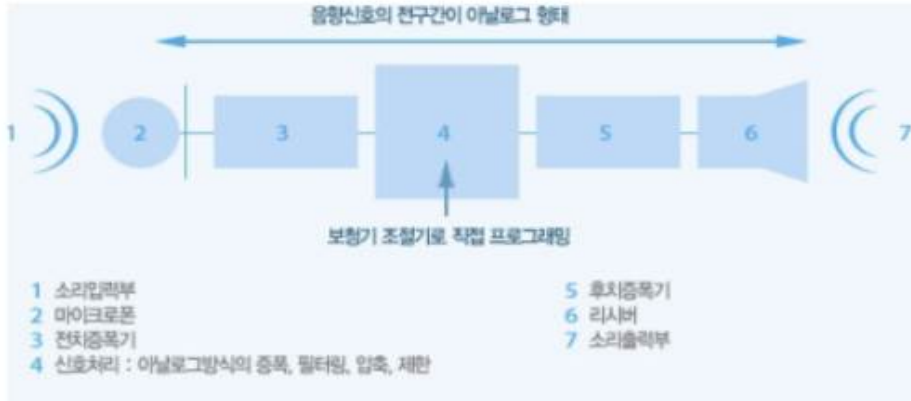 음향신호의 전구간이 아날로그 형태
1 2 3 4 5 6 7
보청기 조절기로 직접 프로그래밍
1 소리입력부
2 마이크로폰
3 전치증폭기
4 신호처리 : 아날로그방식의 증폭, 필터링, 압축, 제한
5 후치증폭기
6 리시버
7 소리출력부